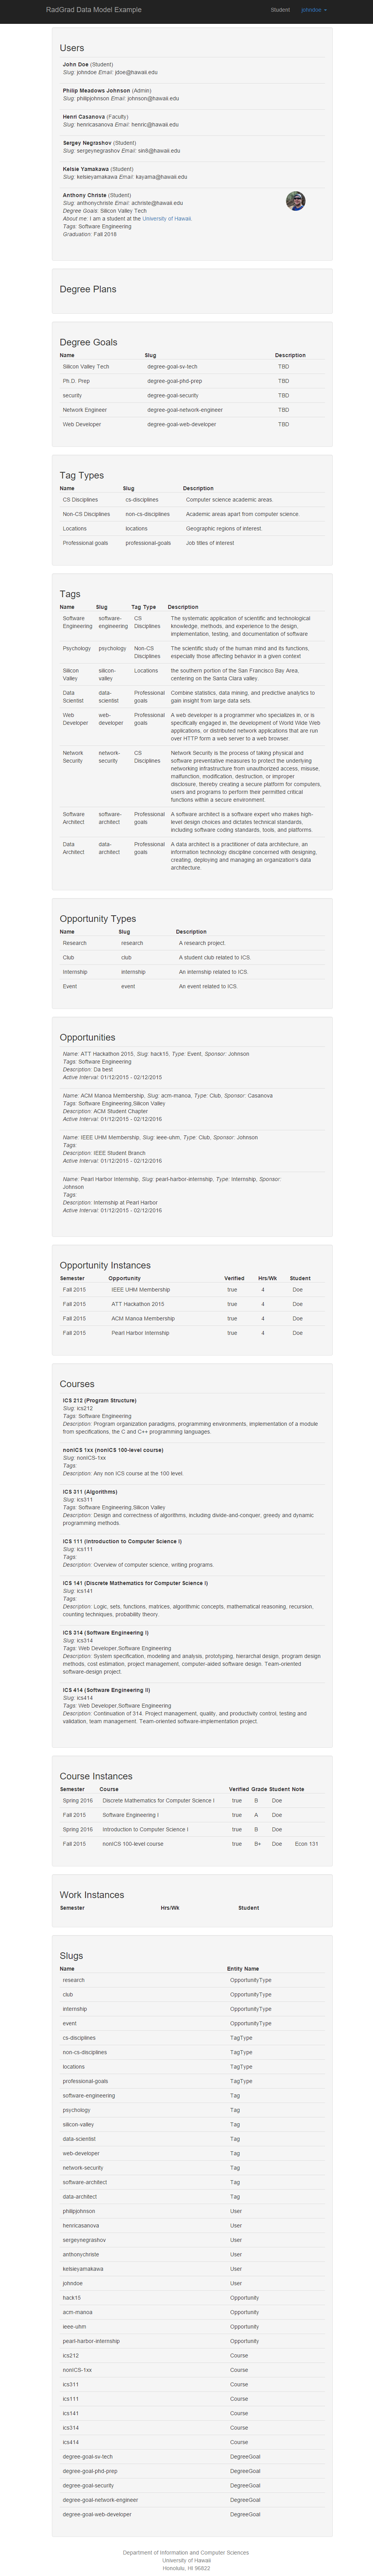 RadGrad Data Model Example Student johndoe
Users
John Doe (Student)
Slug: johndoe Email: jdoe@hawaii.edu
Philip Meadows Johnson (Admin)
Slug: philipjohnson Email: johnson@hawaii.edu
Henri Casanova (Faculty)
Slug: henricasanova Email: henric@hawaii.edu
Sergey Negrashov (Student)
Slug: sergeynegrashov Email: sin8@hawaii.edu
Kelsie Yamakawa (Student)
Slug: kelsieyamakawa Email: kayama@hawaii.edu
Anthony Christe (Student)
Slug: anthonychriste Email: achriste@hawaii.edu
Degree Goals: Silicon Valley Tech
About me: I am a student at the University of Hawaii.
Tags: Software Engineering
Graduation: Fall 2018
Degree Plans
Degree Goals
Name Slug Description
Silicon Valley Tech degree-goal-sv-tech TBD
Ph.D. Prep degree-goal-phd-prep TBD
security degree-goal-security TBD
Network Engineer degree-goal-network-engineer TBD
Web Developer degree-goal-web-developer TBD
Tag Types
Name Slug Description
CS Disciplines cs-disciplines Computer science academic areas.
Non-CS Disciplines non-cs-disciplines Academic areas apart from computer science.
Locations locations Geographic regions of interest.
Professional goals professional-goals Job titles of interest
Tags
Name Slug Tag Type Description
Software software- CS The systematic application of scientific and technological
Engineering engineering Disciplines knowledge, methods, and experience to the design,
implementation, testing, and documentation of software
Psychology psychology Non-CS The scientific study of the human mind and its functions,
Disciplines especially those affecting behavior in a given context
Silicon silicon- Locations the southern portion of the San Francisco Bay Area,
Valley valley centering on the Santa Clara valley.
Data data- Professional Combine statistics, data mining, and predictive analytics to
Scientist scientist goals gain insight from large data sets.
Web web- Professional A web developer is a programmer who specializes in, or is
Developer developer goals specifically engaged in, the development of World Wide Web
applications, or distributed network applications that are run
over HTTP form a web server to a web browser.
Network network- CS Network Security is the process of taking physical and
Security security Disciplines software preventative measures to protect the underlying
networking infrastructure from unauthorized access, misuse,
malfunction, modification, destruction, or improper
disclosure, thereby creating a secure platform for computers,
users and programs to perform their permitted critical
functions within a secure environment.
Software software- Professional A software architect is a software expert who makes high-
Architect architect goals level design choices and dictates technical standards,
including software coding standards, tools, and platforms.
Data data- Professional A data architect is a practitioner of data architecture, an
Architect architect goals information technology discipline concerned with designing,
creating, deploying and managing an organization's data
architecture.
Opportunity Types
Name Slug Description
Research research A research project.
Club club A student club related to ICS.
Internship internship An internship related to ICS.
Event event An event related to ICS
Opportunities
Name: ATT Hackathon 2015, Slug: hack15, Type: Event, Sponsor: Johnson
Tags: Software Engineering
Description: Da best
Active Interval: 01/12/2015 - 02/12/2015
Name: ACM Manoa Membership, Slug: acm-manoa, Type: Club, Sponsor: Casanova
Tags: Software Engineering,Silicon Valley
Description: ACM Student Chapter
Active Interval: 01/12/2015 - 02/12/2016
Name: IEEE UHM Membership, Slug: ieee-uhm, Type: Club, Sponsor: Johnson
Tags:
Description: IEEE Student Branch
Active Interval: 01/12/2015 - 02/12/2016
Name: Pearl Harbor Internship, Slug: pearl-harbor-internship, Type: Internship, Sponsor:
Johnson
Tags:
Description: Internship at Pearl Harbor
Active Interval: 01/12/2015 - 02/12/2016
Opportunity Instances
Semester Opportunity Verified Hrs/Wk Student
Fall 2015 IEEE UHM Membership true 4 Doe
Fall 2015 ATT Hackathon 2015 true 4 Doe
Fall 2015 ACM Manoa Membership true 4 Doe
Fall 2015 Pearl Harbor Internship true 4 Doe
Courses
ICS 212 (Program Structure)
Slug: ics212
Tags: Software Engineering
Description: Program organization paradigms, programming environments, implementation of a module
from specifications, the C and C++ programming languages.
nonICS 1xx (nonICS 100-level course)
Slug: nonICS-1xx
Tags:
Description: Any non ICS course at the 100 level.
ICS 311 (Algorithms)
Slug: ics311
Tags: Software Engineering,Silicon Valley
Description: Design and correctness of algorithms, including divide-and-conquer, greedy and dynamic
programming methods.
ICS 111 (Introduction to Computer Science I)
Slug: ics111
Tags:
Description: Overview of computer science, writing programs.
ICS 141 (Discrete Mathematics for Computer Science I)
Slug: ics141
Tags:
Description: Logic, sets, functions, matrices, algorithmic concepts, mathematical reasoning, recursion,
counting techniques, probability theory.
ICS 314 (Software Engineering I)
Slug: ics314
Tags: Web Developer,Software Engineering
Description: System specification, modeling and analysis, prototyping, hierarchial design, program design
methods, cost estimation, project management, computer-aided software design. Team-oriented
software-design project.
ICS 414 (Software Engineering II)
Slug: ics414
Tags: Web Developer,Software Engineering
Description: Continuation of 314. Project management, quality, and productivity control, testing and
validation, team management. Team-oriented software-implementation project.
Course Instances
Semester Course Verified Grade Student Note
Spring 2016 Discrete Mathematics for Computer Science I true B Doe
Fall 2015 Software Engineering I true A Doe
Spring 2016 Introduction to Computer Science I true B Doe
Fall 2015 nonICS 100-level course true B+ Doe Econ 131
Work Instances
Semester Hrs/Wk Student
Slugs
Name Entity Name
research OpportunityType
club OpportunityType
internship OpportunityType
event OpportunityType
cs-disciplines TagType
non-cs-disciplines TagType
locations TagType
professional-goals TagType
software-engineering Tag
psychology Tag
silicon-valley Tag
data-scientist Tag
web-developer Tag
network-security Tag
software-architect Tag
data-architect Tag
philipjohnson User
henricasanova User
sergeynegrashov User
anthonychriste User
kelsieyamakawa User
johndoe User
hack15 Opportunity
acm-manoa Opportunity
ieee-uhm Opportunity
pearl-harbor-internship Opportunity
ics212 Course
nonICS-1xx Course
ics311 Course
ics111 Course
ics141 Course
ics314 Course
ics414 Course
degree-goal-sv-tech DegreeGoal
degree-goal-phd-prep DegreeGoal
degree-goal-security DegreeGoal
degree-goal-network-engineer DegreeGoal
degree-goal-web-developer DegreeGoal
Department of Information and Computer Sciences
University of Hawaii
Honolulu, HI 96822